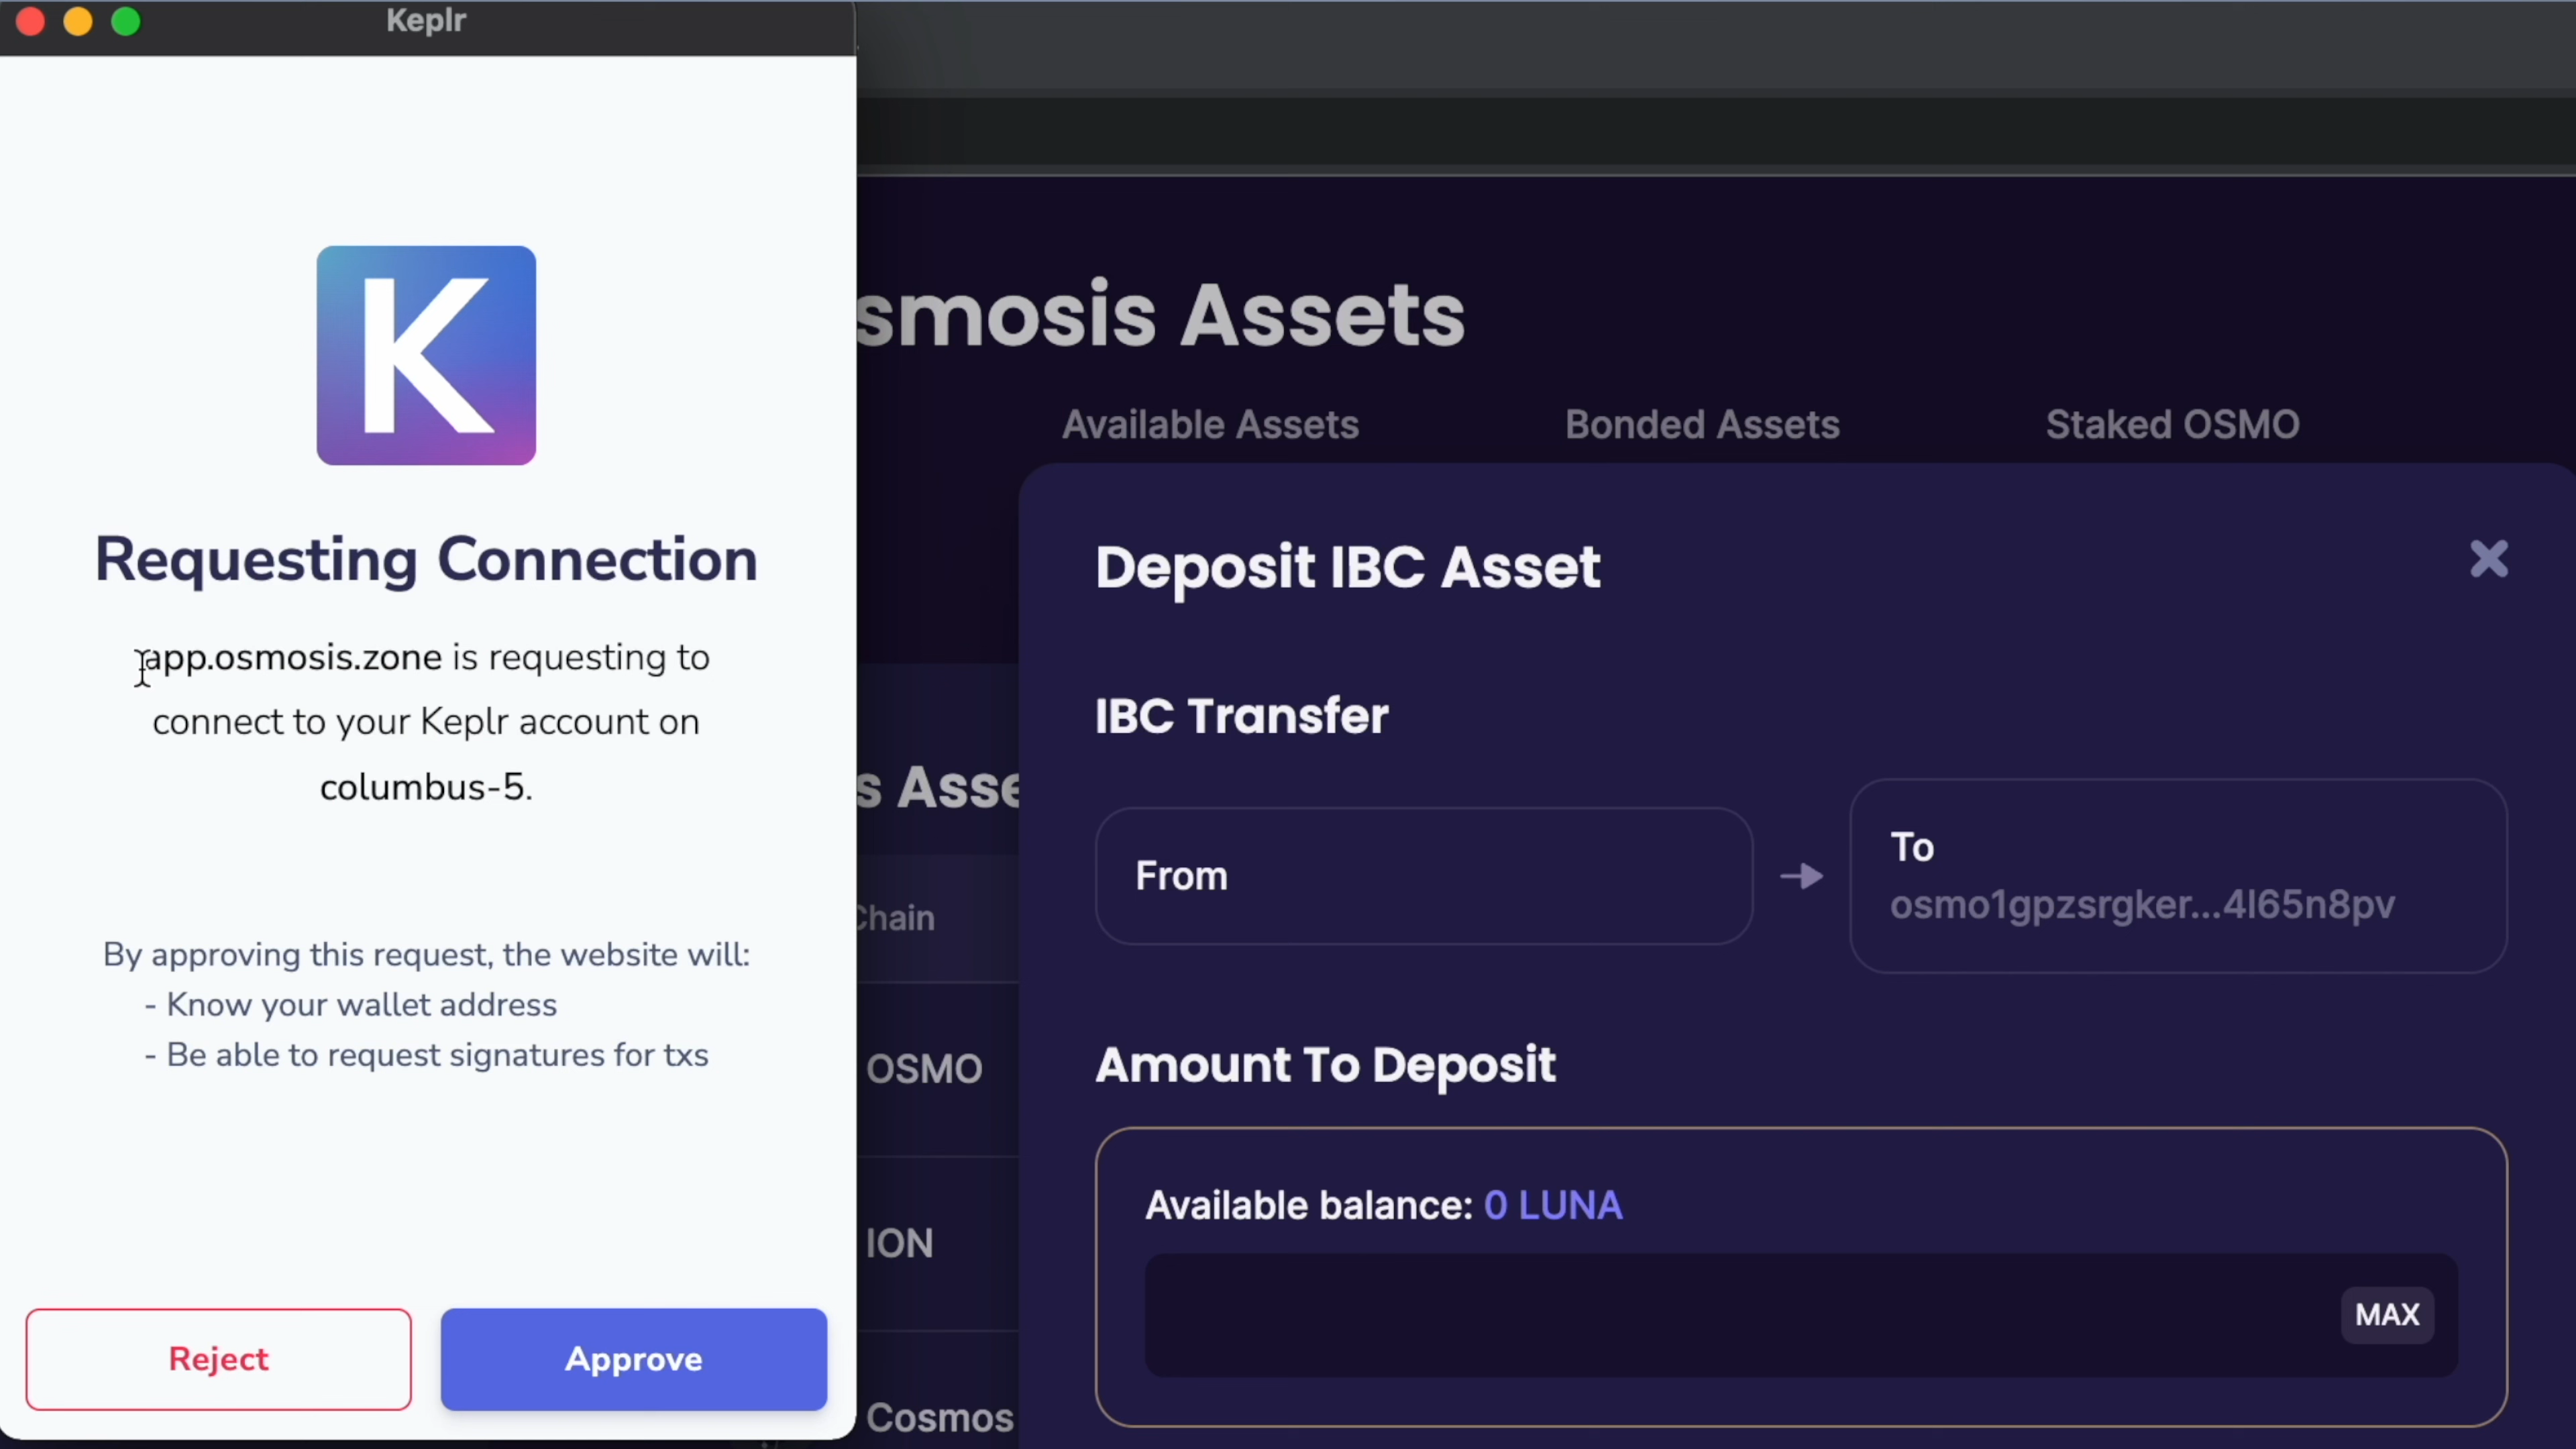 Keplr
K
Requesting Connection
app.osmosis.zone is requesting to
connect to your Keplr account on
columbus-5.
By approving this request, the website will:
- Know your wallet address
- Be able to request signatures for txs
Reject
Approve
smosis Assets
Available Assets
Bonded Assets
Staked OSMO
s Asse
Chain
OSMO
ION
Cosmos
Deposit IBC Asset
IBC Transfer
From
To
osmo1gpzsrgker...4l65n8pv
Amount To Deposit
Available balance: 0 LUNA
MAX